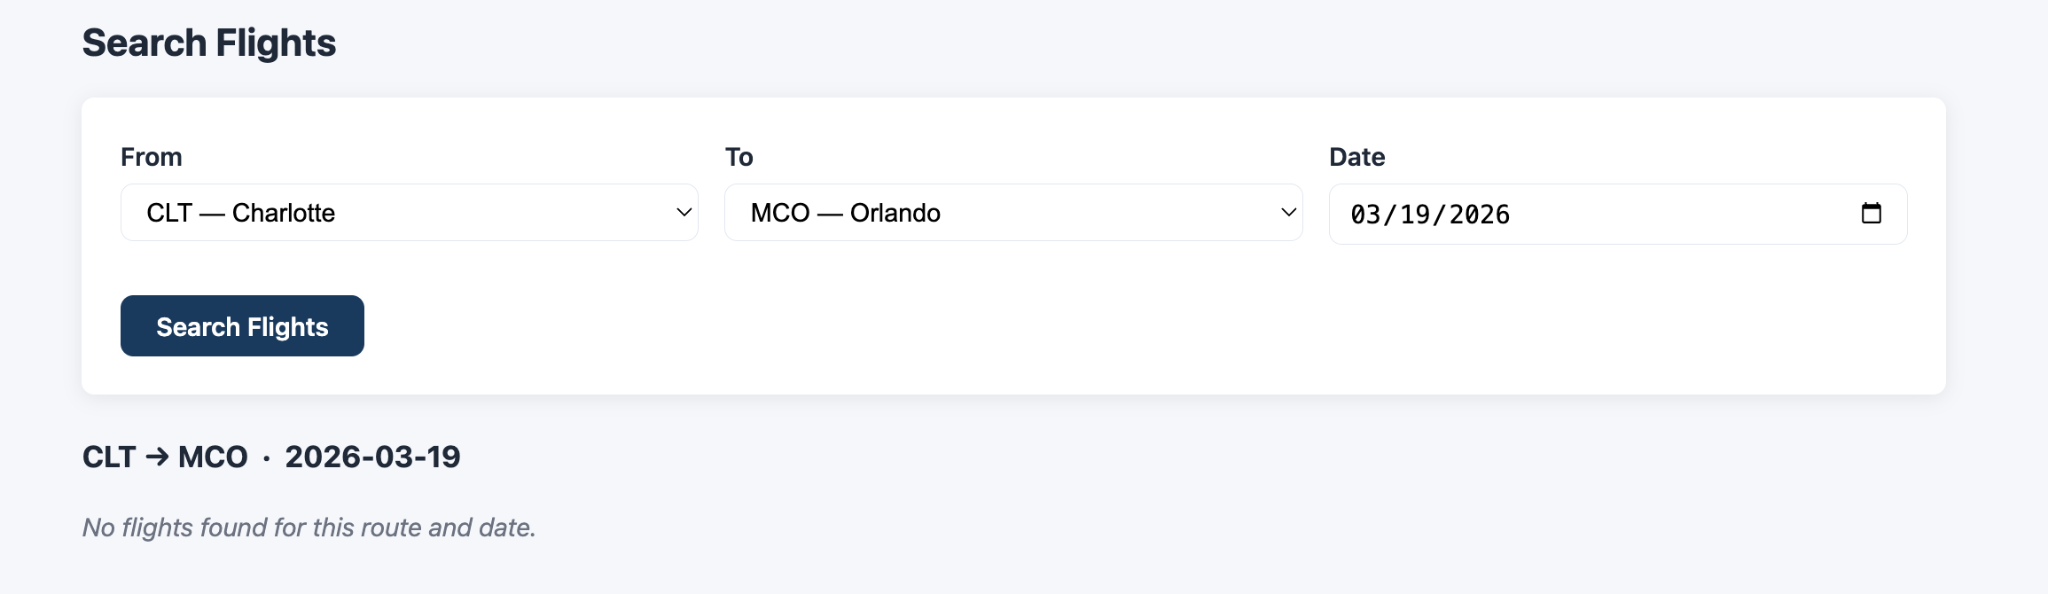 Search Flights
From
To
Date
CLT — Charlotte
MCO — Orlando
03/19/2026
Search Flights
CLT → MCO · 2026-03-19
No flights found for this route and date.